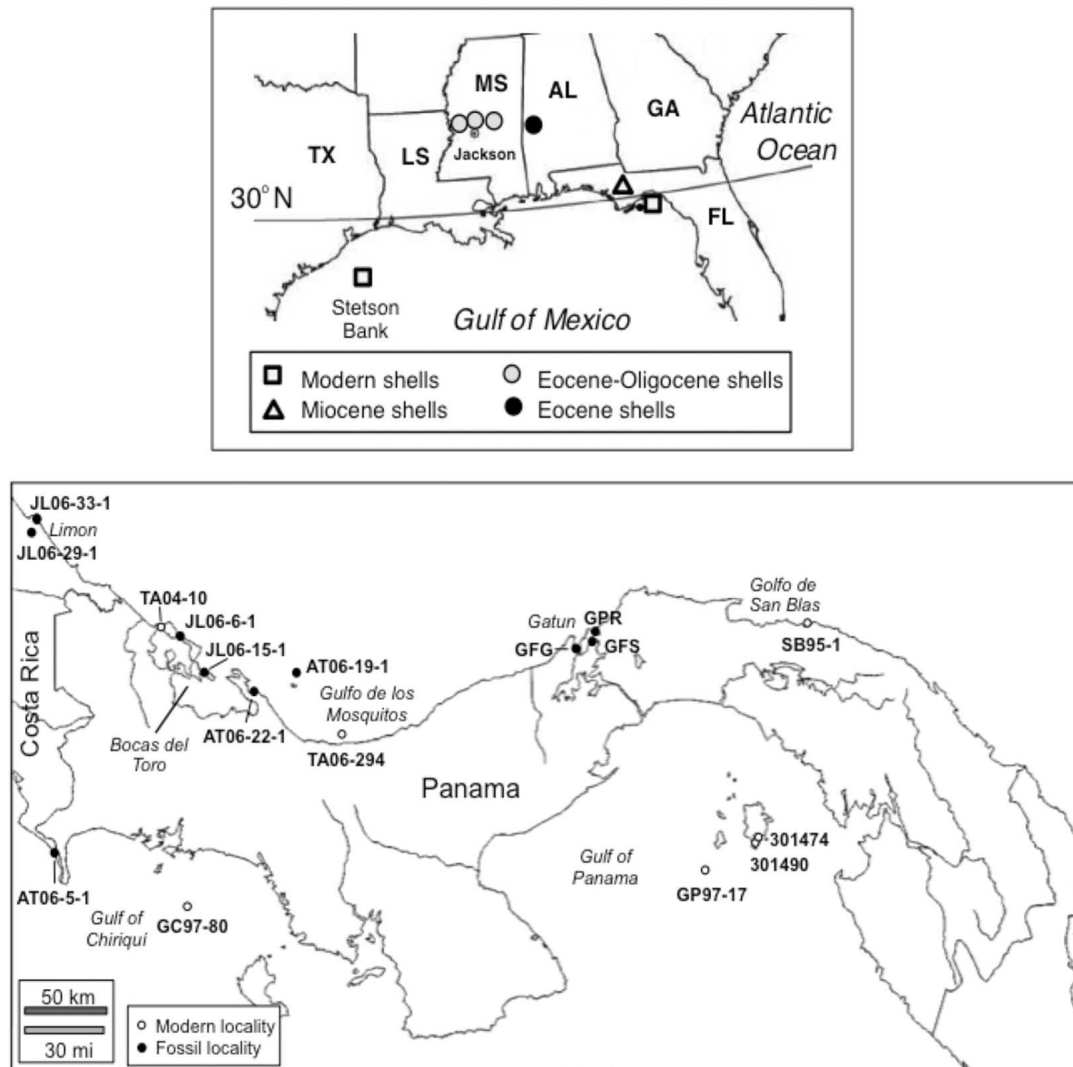 MS
AL
GA
Atlantic
Ocean
TX
LS
Jackson
30°N
FL
Stetson
Bank
Gulf of Mexico
Modern shells
Eocene-Oligocene shells
Miocene shells
Eocene shells
JL06-33-1
Limon
JL06-29-1
TA04-10
JL06-6-1
JL06-15-1
AT06-19-1
Gulfo de los
Mosquitos
AT06-22-1
TA06-294
Bocas del
Toro
Costa Rica
Gatun
GPR
GFG
GFS
Golfo de
San Blas
SB95-1
Panama
301474
301490
Gulf of
Panama
GP97-17
AT06-5-1
Gulf of
Chiriqui
GC97-80
50 km
30 mi
Modern locality
Fossil locality